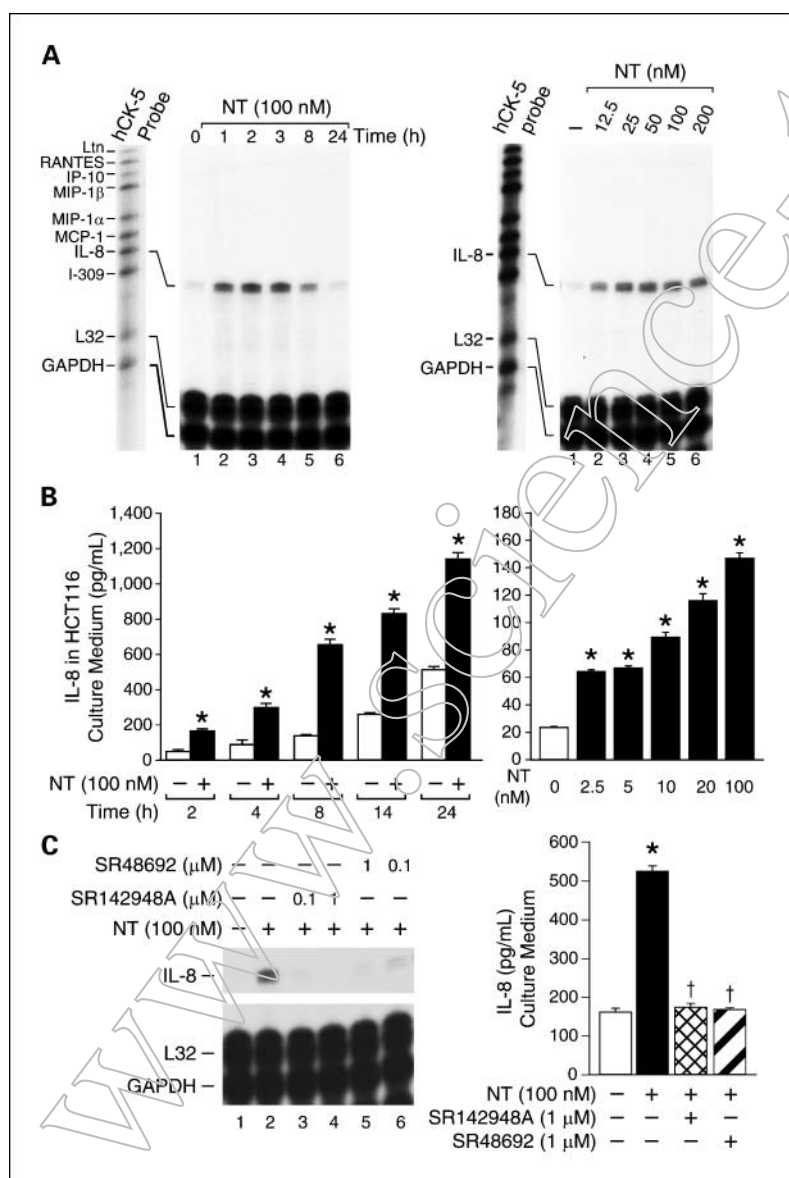 A
hCK-5
Probe
NT (100 nM)
0 1 2 3 8 24 Time (h)
Ltn
RANTES
IP-10
MIP-1β
MIP-1α
MCP-1
IL-8
I-309
L32
GAPDH
1 2 3 4 5 6
hCK-5
probe
NT (nM)
– 12.5 25 50 100 200
IL-8
L32
GAPDH
1 2 3 4 5 6
B
IL-8 in HCT116
Culture Medium (pg/mL)
1,400
1,200
1,000
800
600
400
200
0
* * * * *
NT (100 nM) – + – + – + – + – +
Time (h) 2 4 8 14 24
180
160
140
120
100
80
60
40
20
0
* * * * *
NT
(nM)
0 2.5 5 10 20 100
C
SR48692 (μM) – – – – 1 0.1
SR142948A (μM) – – 0.1 1 – –
NT (100 nM) – + + + + +
IL-8
L32
GAPDH
1 2 3 4 5 6
IL-8 (pg/mL)
Culture Medium
600
500
400
300
200
100
0
* † †
NT (100 nM) – + + +
SR142948A (1 μM) – – + –
SR48692 (1 μM) – – – +
www.science